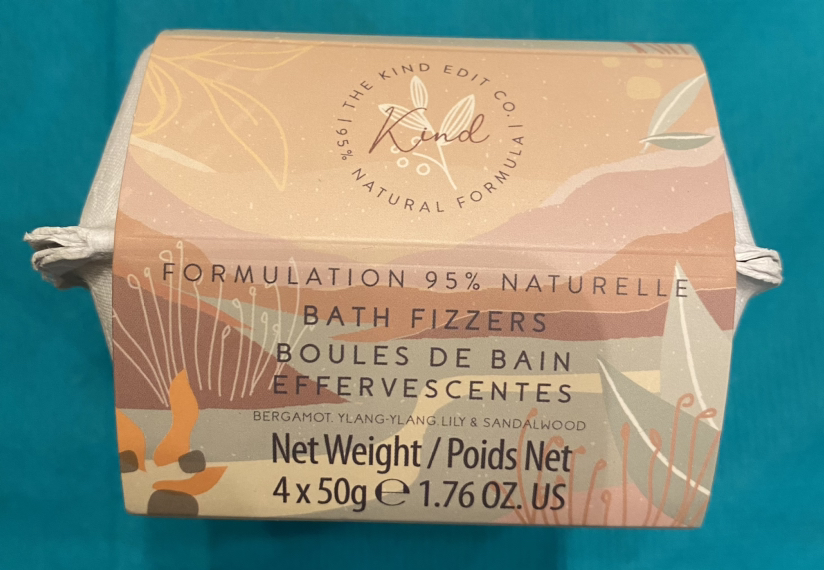 | THE KIND EDIT CO. |
Kind
95% NATURAL FORMULA
FORMULATION 95% NATURELLE
BATH FIZZERS
BOULES DE BAIN
EFFERVESCENTES
BERGAMOT, YLANG-YLANG, LILY & SANDALWOOD
Net Weight / Poids Net
4 x 50g ℮ 1.76 OZ. US